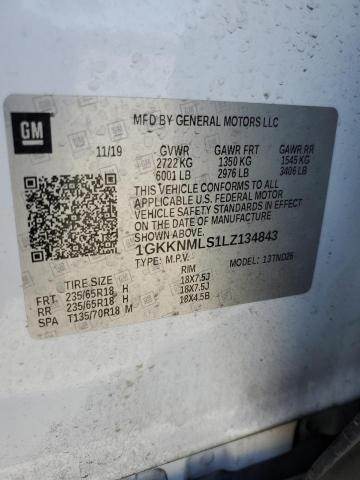 GM
MFD BY GENERAL MOTORS LLC
11/19 GVWR GAWR FRT GAWR RR
2722 KG 1350 KG 1545 KG
6001 LB 2976 LB 3406 LB
THIS VEHICLE CONFORMS TO ALL
APPLICABLE U.S. FEDERAL MOTOR
VEHICLE SAFETY STANDARDS IN EFFECT
ON THE DATE OF MANUFACTURE SHOWN ABOVE.
1GKKNMLS1LZ134843
TYPE: M.P.V. MODEL: 13TND26
TIRE SIZE RIM
FRT 235/65R18 H 18X7.5J
RR 235/65R18 H 18X7.5J
SPA T135/70R18 M 18X4.5B